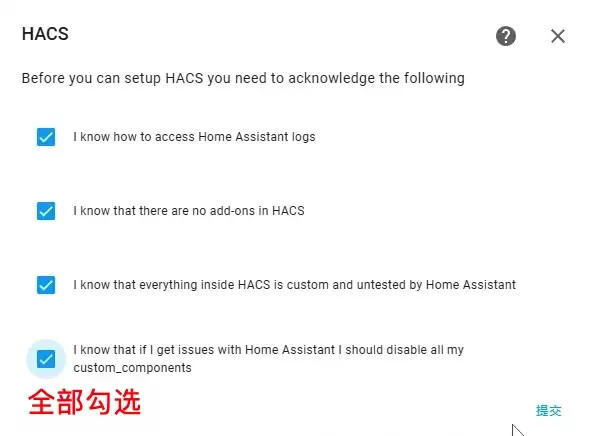 HACS
Before you can setup HACS you need to acknowledge the following
I know how to access Home Assistant logs
I know that there are no add-ons in HACS
I know that everything inside HACS is custom and untested by Home Assistant
I know that if I get issues with Home Assistant I should disable all my
custom_components
全部勾选
提交